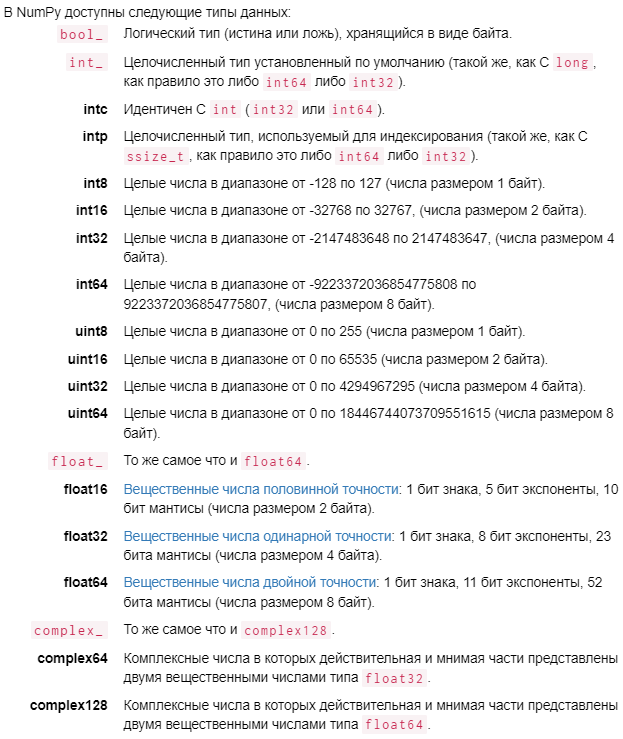 В NumPy доступны следующие типы данных:
bool_ Логический тип (истина или ложь), хранящийся в виде байта.
int_ Целочисленный тип установленный по умолчанию (такой же, как C long,
как правило это либо int64 либо int32).
intc Идентичен C int (int32 или int64).
intp Целочисленный тип, используемый для индексирования (такой же, как C
ssize_t, как правило это либо int64 либо int32).
int8 Целые числа в диапазоне от -128 по 127 (числа размером 1 байт).
int16 Целые числа в диапазоне от -32768 по 32767, (числа размером 2 байта).
int32 Целые числа в диапазоне от -2147483648 по 2147483647, (числа размером 4
байта).
int64 Целые числа в диапазоне от -9223372036854775808 по
9223372036854775807, (числа размером 8 байт).
uint8 Целые числа в диапазоне от 0 по 255 (числа размером 1 байт).
uint16 Целые числа в диапазоне от 0 по 65535 (числа размером 2 байта).
uint32 Целые числа в диапазоне от 0 по 4294967295 (числа размером 4 байта).
uint64 Целые числа в диапазоне от 0 по 18446744073709551615 (числа размером 8
байт).
float_ То же самое что и float64.
float16 Вещественные числа половинной точности: 1 бит знака, 5 бит экспоненты, 10
бит мантисы (числа размером 2 байта).
float32 Вещественные числа одинарной точности: 1 бит знака, 8 бит экспоненты, 23
бита мантисы (числа размером 4 байта).
float64 Вещественные числа двойной точности: 1 бит знака, 11 бит экспоненты, 52
бита мантисы (числа размером 8 байт).
complex_ То же самое что и complex128.
complex64 Комплексные числа в которых действительная и мнимая части представлены
двумя вещественными числами типа float32.
complex128 Комплексные числа в которых действительная и мнимая части представлены
двумя вещественными числами типа float64.